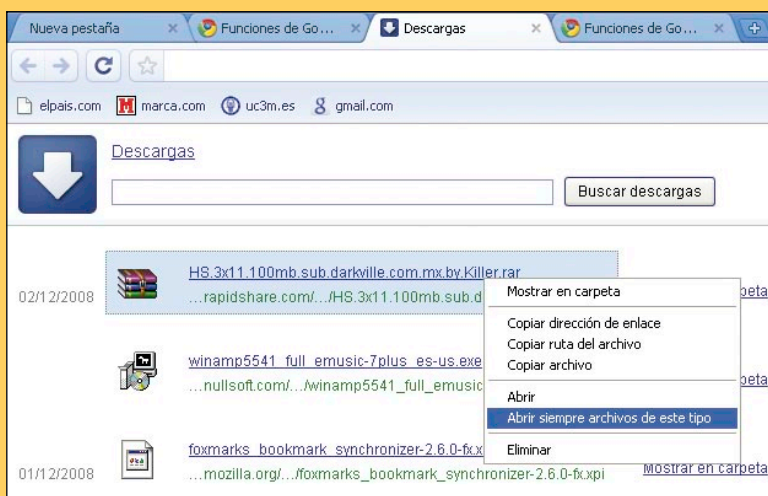 Nueva pestaña
Funciones de Go...
Descargas
Funciones de Go...
elpais.com
marca.com
uc3m.es
gmail.com
Descargas
Buscar descargas
02/12/2008
HS.3x11.100mb.sub.darkville.com.mx.by.Killer.rar
...rapidshare.com/.../HS.3x11.100mb.sub.d
Mostrar en carpeta
Copiar dirección de enlace
Copiar ruta del archivo
Copiar archivo
Abrir
Abrir siempre archivos de este tipo
Eliminar
peta
winamp5541_full_emusic-7plus_es-us.exe
...nullsoft.com/.../winamp5541_full_emusic
peta
01/12/2008
foxmarks_bookmark_synchronizer-2.6.0-fx.x
...mozilla.org/.../foxmarks_bookmark_synchronizer-2.6.0-fx.xpi
Mostrar en carpeta